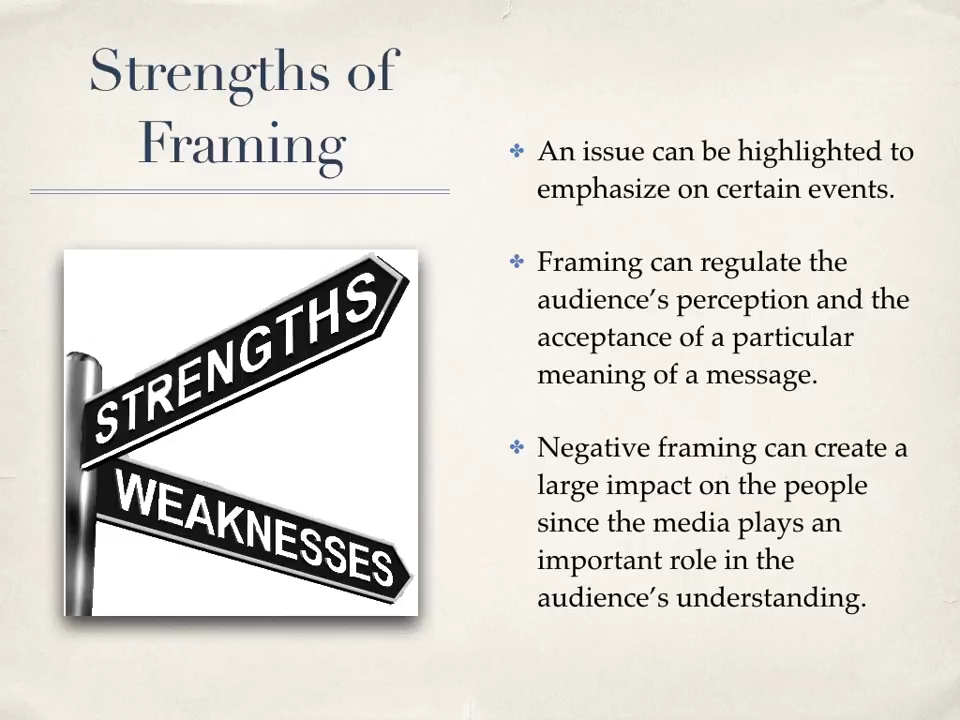 Strengths of
Framing
STRENGTHS
WEAKNESSES
An issue can be highlighted to
emphasize on certain events.
Framing can regulate the
audience’s perception and the
acceptance of a particular
meaning of a message.
Negative framing can create a
large impact on the people
since the media plays an
important role in the
audience’s understanding.